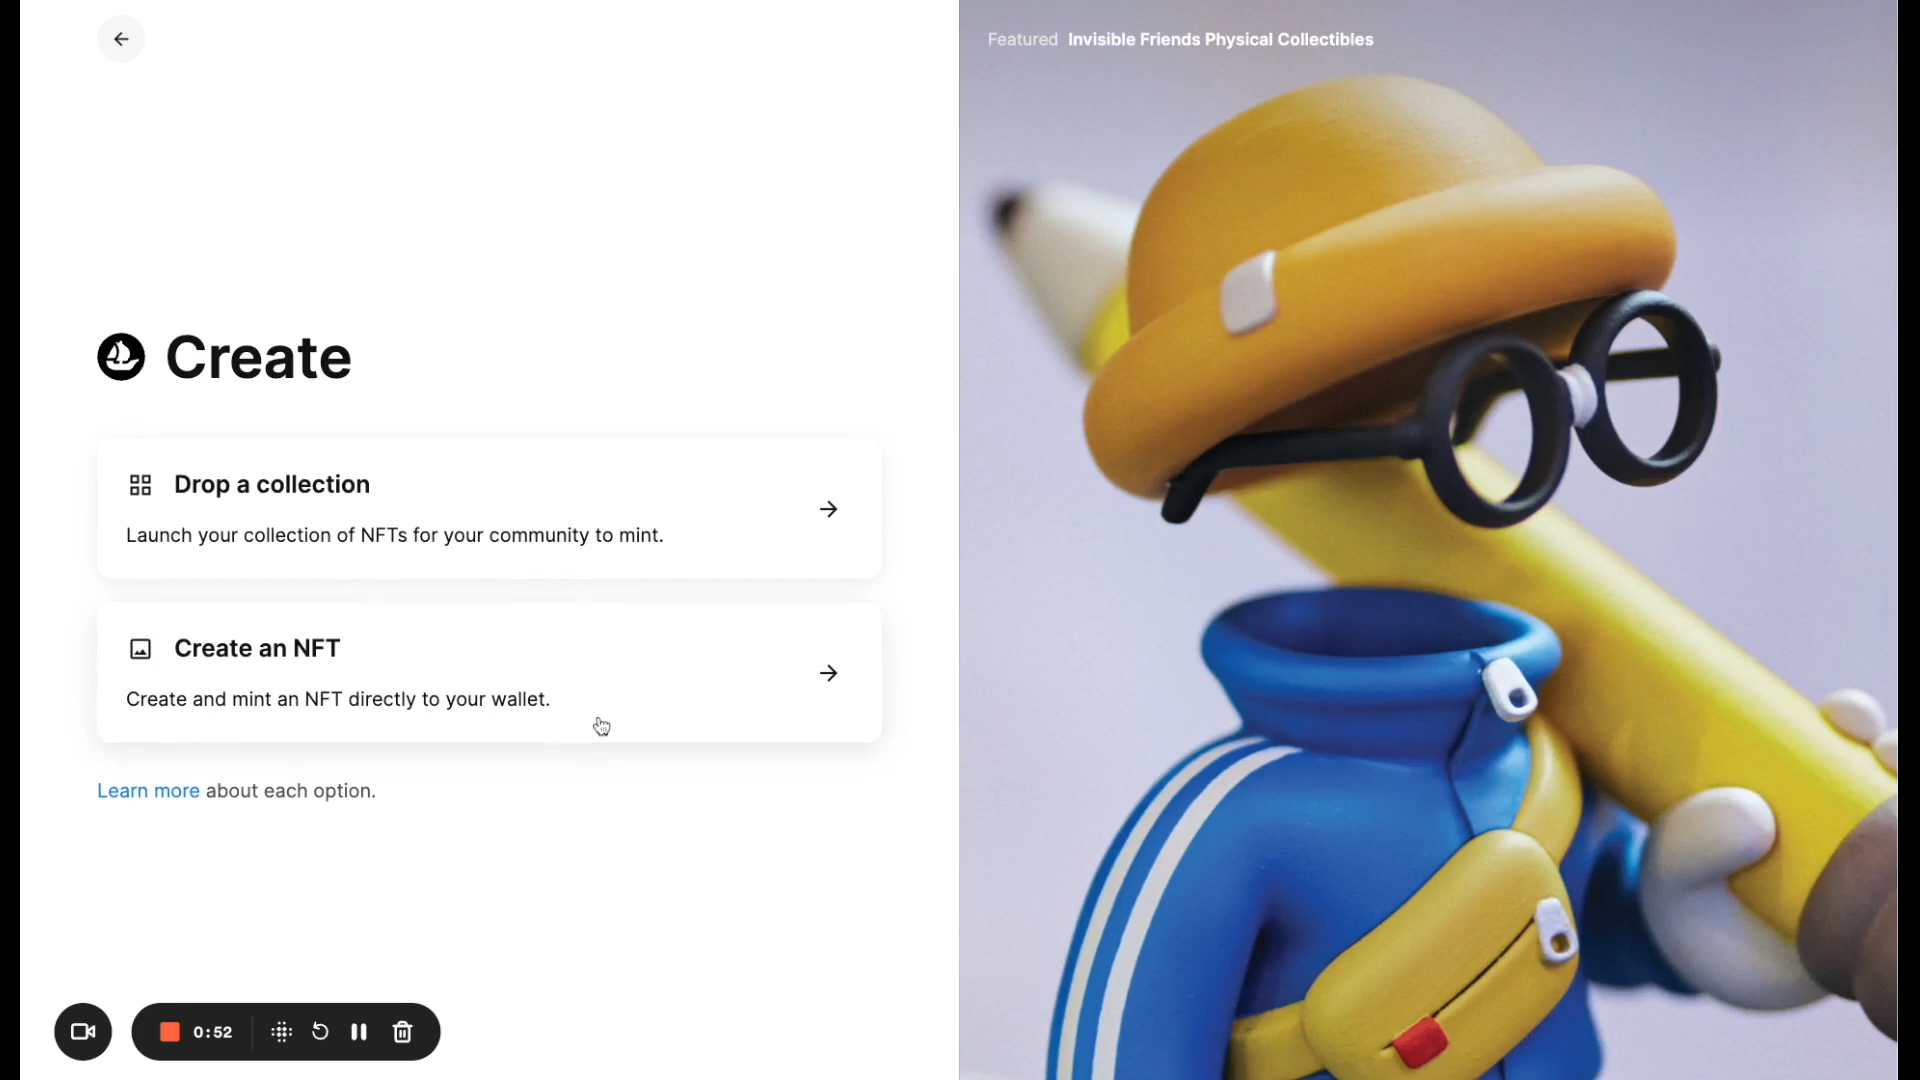 Featured Invisible Friends Physical Collectibles
Create
Drop a collection
Launch your collection of NFTs for your community to mint.
Create an NFT
Create and mint an NFT directly to your wallet.
Learn more about each option.
0:52